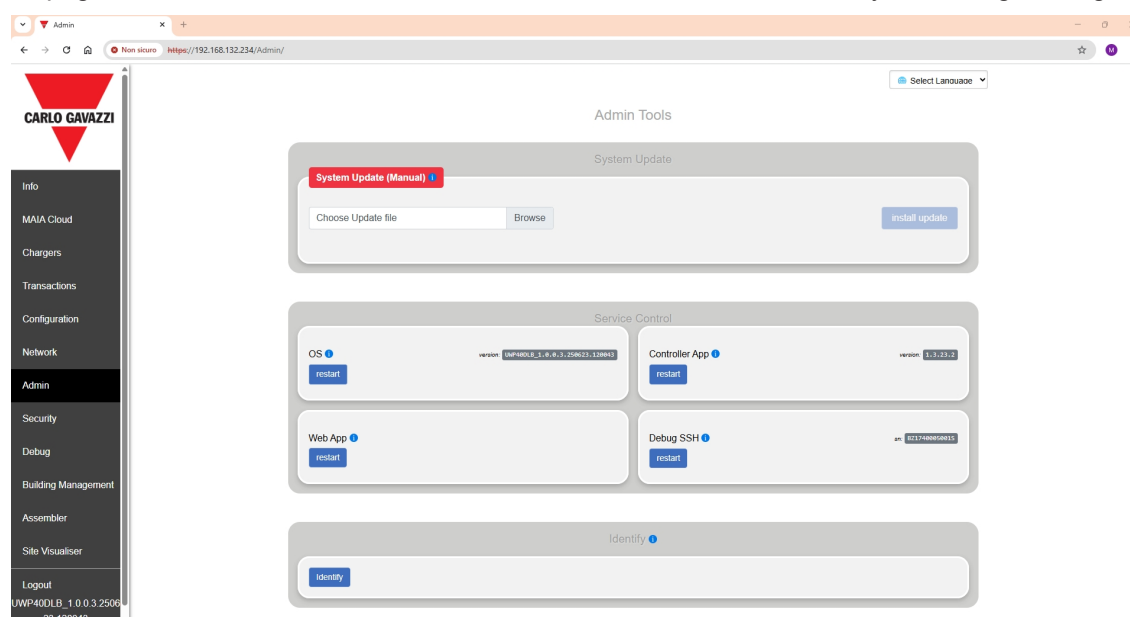 Admin
Non sicuro https://192.168.132.234/Admin/
M
Select Language
CARLO GAVAZZI
Admin Tools
Info
MAIA Cloud
Chargers
Transactions
Configuration
Network
Admin
Security
Debug
Building Management
Assembler
Site Visualiser
Logout
UWP40DLB_1.0.0.3.2506
System Update
System Update (Manual)
Choose Update file Browse
install update
Service Control
OS version: UWP40DLB_1.0.0.3.250623.120043
restart
Controller App version: 1.3.23.2
restart
Web App
restart
Debug SSH sn: BZ17400050015
restart
Identify
Identify